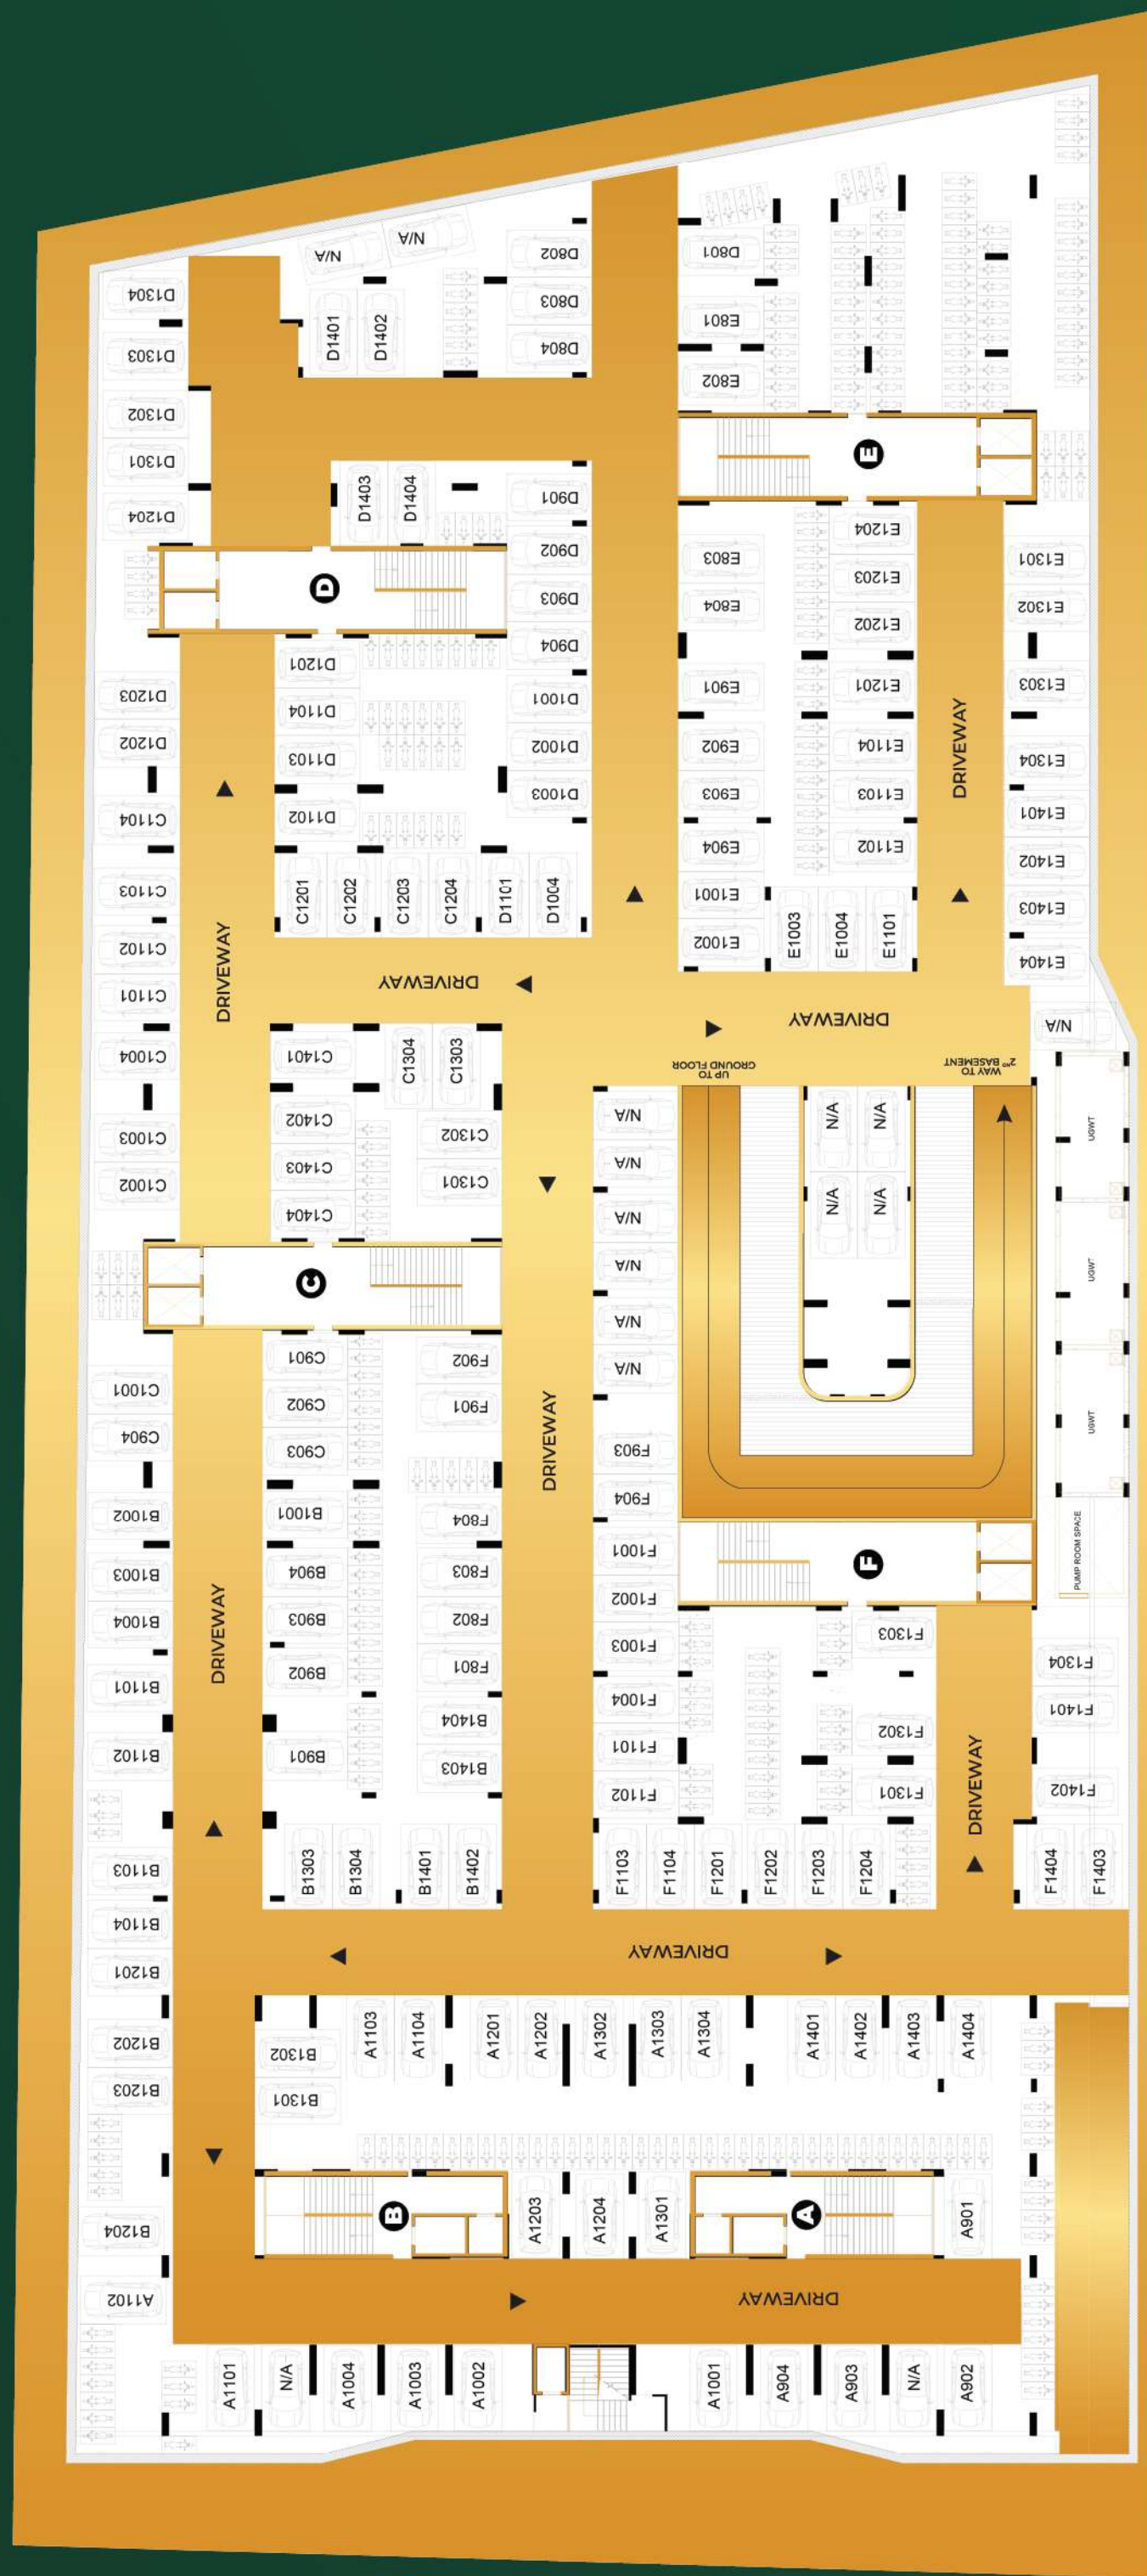 N/A
N/A
D802
D803
D804
D1401
D1402
D1304
D1303
D1302
D1301
D1204
D801
E801
E802
E
D1403
D1404
D901
D902
D903
D904
D
E803
E804
E901
E902
E903
E904
E1001
E1002
E1204
E1203
E1202
E1201
E1104
E1103
E1102
E1003
E1004
E1101
E1301
E1302
E1303
E1304
E1401
E1402
E1403
E1404
N/A
DRIVEWAY
D1203
D1202
C1104
C1103
C1102
C1101
C1004
C1003
C1002
D1201
D1104
D1103
D1102
D1001
D1002
D1003
C1201
C1202
C1203
C1204
D1101
D1004
DRIVEWAY
DRIVEWAY
DRIVEWAY
UP TO
GROUND FLOOR
WAY TO
2ND BASEMENT
C1401
C1402
C1403
C1404
C1304
C1303
C1302
C1301
N/A
N/A
N/A
N/A
N/A
N/A
N/A
N/A
N/A
N/A
UGWT
UGWT
UGWT
PUMP ROOM SPACE
C
C1001
C904
B1002
B1003
B1004
B1101
B1102
B1103
B1104
B1201
B1202
B1203
B1204
A1102
C901
C902
C903
B1001
B904
B903
B902
B901
F902
F901
F804
F803
F802
F801
B1404
B1403
DRIVEWAY
DRIVEWAY
F903
F904
F1001
F1002
F1003
F1004
F1101
F1102
F
F1303
F1302
F1301
F1304
F1401
F1402
DRIVEWAY
B1303
B1304
B1401
B1402
F1103
F1104
F1201
F1202
F1203
F1204
F1404
F1403
DRIVEWAY
B1302
B1301
A1103
A1104
A1201
A1202
A1302
A1303
A1304
A1401
A1402
A1403
A1404
B
A1203
A1204
A1301
A
A901
DRIVEWAY
A1101
N/A
A1004
A1003
A1002
A1001
A904
A903
N/A
A902